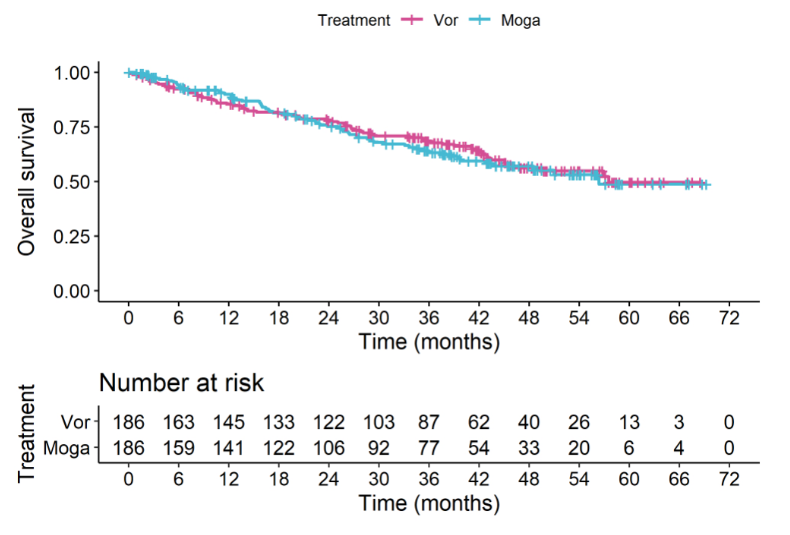 Treatment Vor Moga
Overall survival
1.00
0.75
0.50
0.25
0.00
0 6 12 18 24 30 36 42 48 54 60 66 72
Time (months)
Number at risk
Treatment
Vor 186 163 145 133 122 103 87 62 40 26 13 3 0
Moga 186 159 141 122 106 92 77 54 33 20 6 4 0
0 6 12 18 24 30 36 42 48 54 60 66 72
Time (months)